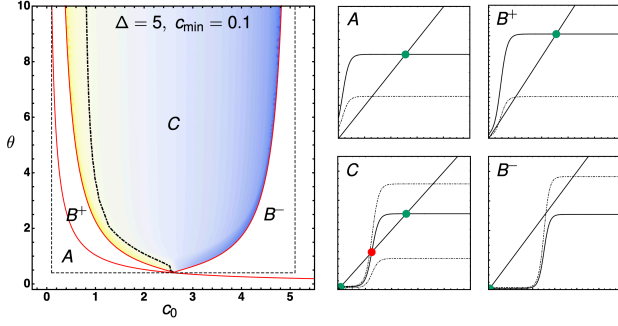 Δ = 5, c_min = 0.1
10
8
6
4
2
0
θ
0
1
2
3
4
5
c₀
A
B⁺
C
B⁻
A
B⁺
C
B⁻